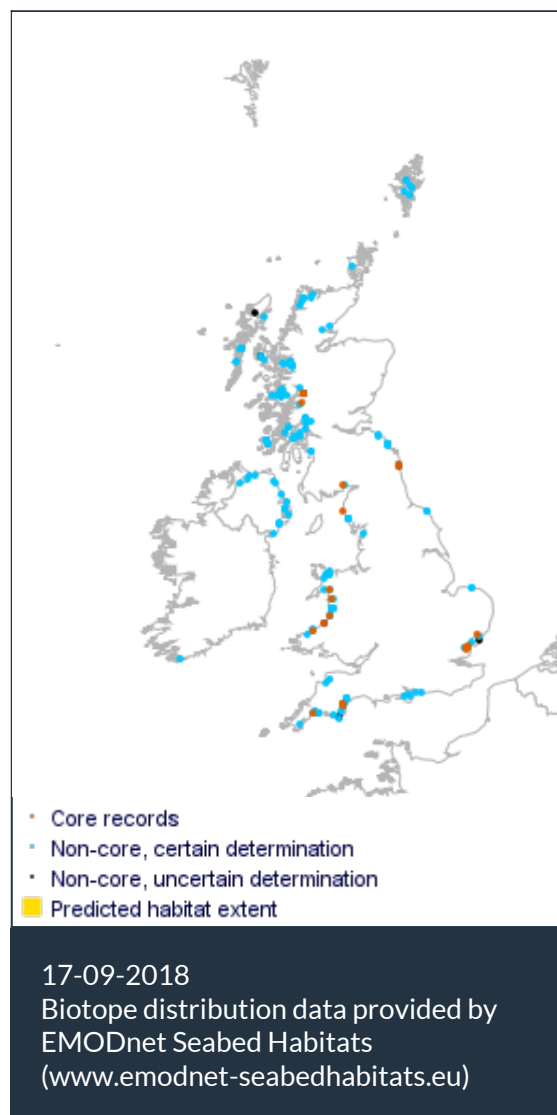 Core records
Non-core, certain determination
Non-core, uncertain determination
Predicted habitat extent
17-09-2018
Biotope distribution data provided by
EMODnet Seabed Habitats
(www.emodnet-seabedhabitats.eu)